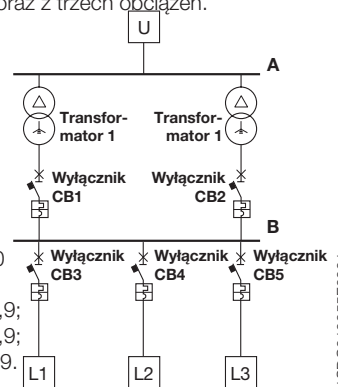 oraz z trzech obciążeń.
U
A
Transfor-
mator 1
Transfor-
mator 1
Wyłącznik
CB1
Wyłącznik
CB2
B
0
Wyłącznik
CB3
Wyłącznik
CB4
Wyłącznik
CB5
,9;
,9;
9.
L1
L2
L3